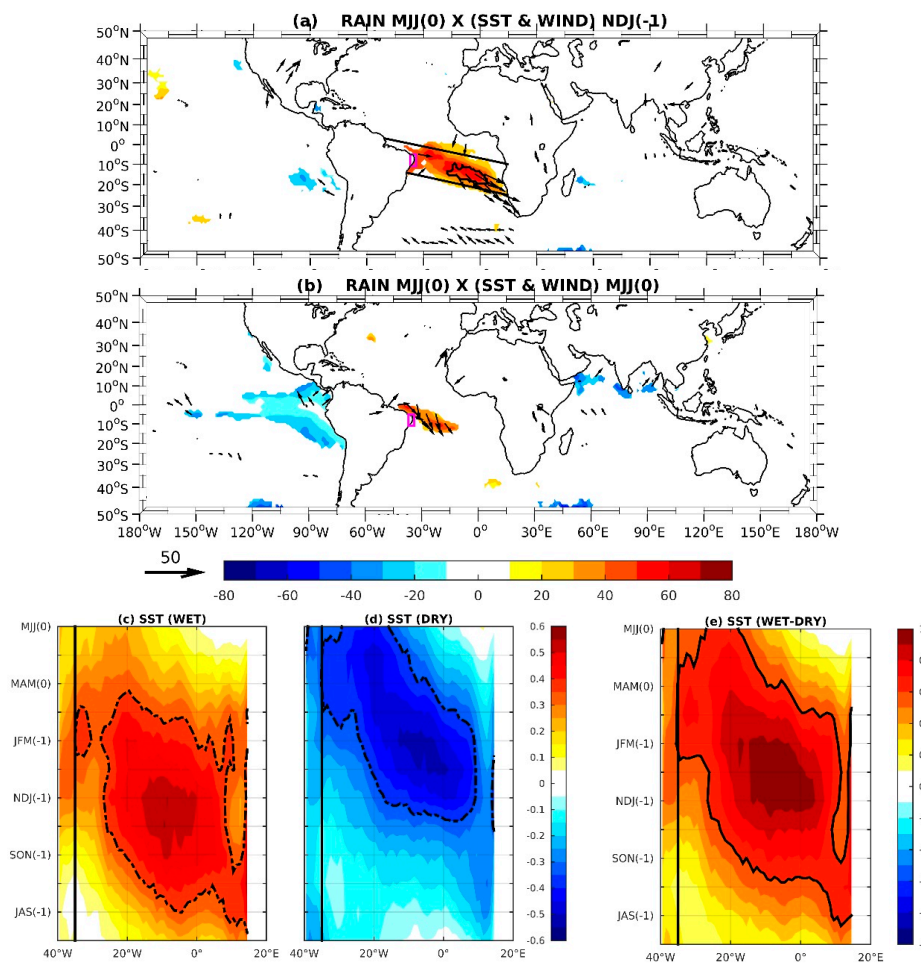 (a) RAIN MJJ(0) X (SST & WIND) NDJ(-1)
50°N
40°N
30°N
20°N
10°N
0°
10°S
20°S
30°S
40°S
50°S
(b) RAIN MJJ(0) X (SST & WIND) MJJ(0)
50°N
40°N
30°N
20°N
10°N
0°
10°S
20°S
30°S
40°S
50°S
180°W 150°W 120°W 90°W 60°W 30°W 0° 30°E 60°E 90°E 120°E 150°E 180°W
50
-80 -60 -40 -20 0 20 40 60 80
(c) SST (WET) (d) SST (DRY) (e) SST (WET-DRY)
MJJ(0)
MAM(0)
JFM(-1)
NDJ(-1)
SON(-1)
JAS(-1)
40°W 20°W 0° 20°E
40°W 20°W 0° 20°E
0.6
0.5
0.4
0.3
0.2
0.1
0
-0.1
-0.2
-0.3
-0.4
-0.5
-0.6
MJJ(0)
MAM(0)
JFM(-1)
NDJ(-1)
SON(-1)
JAS(-1)
40°W 20°W 0° 20°E